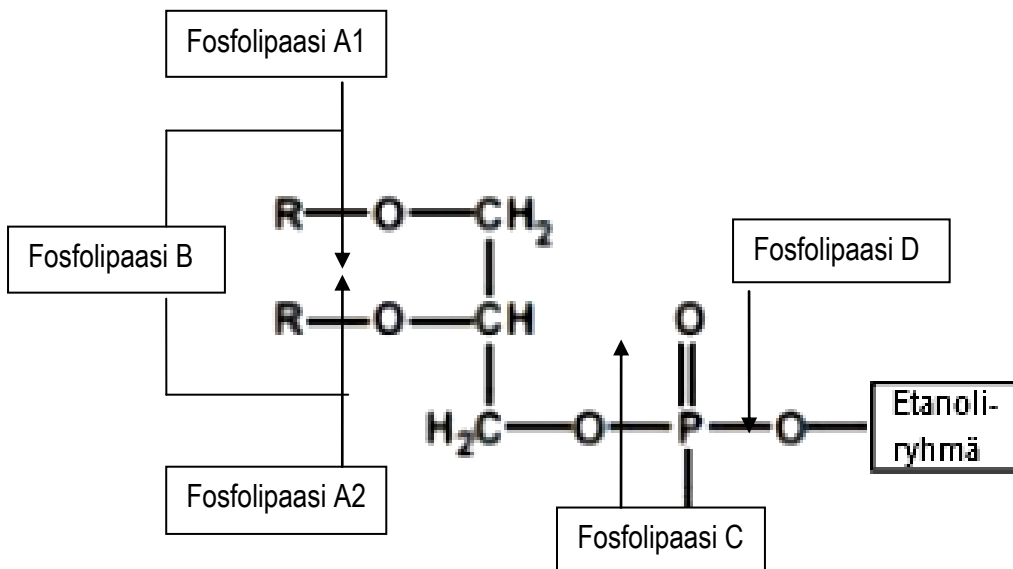 Fosfolipaasi A1
R—O—CH2
Fosfolipaasi B
Fosfolipaasi D
R—O—CH
O
H2C—O—P—O
Etanoli-
ryhmä
Fosfolipaasi A2
Fosfolipaasi C